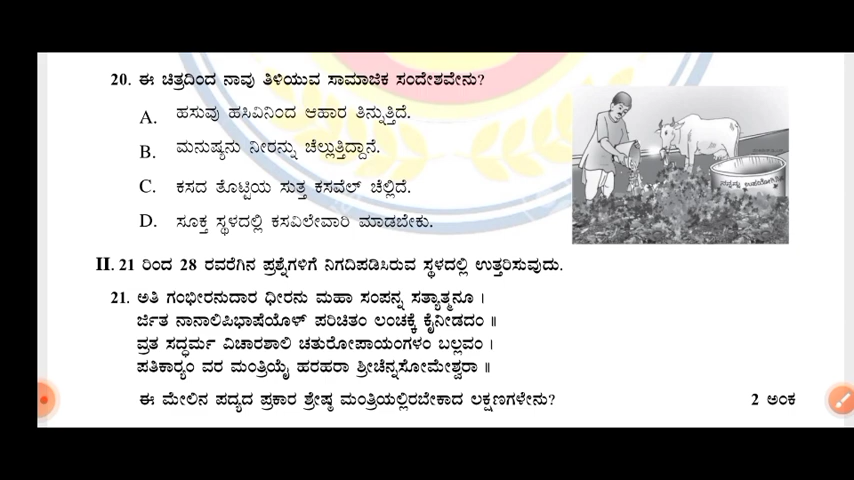 20. ಈ ಚಿತ್ರದಿಂದ ನಾವು ತಿಳಿಯುವ ಸಾಮಾಜಿಕ ಸಂದೇಶವೇನು?
A. ಹಸುವು ಹಸಿವಿನಿಂದ ಆಹಾರ ತಿನ್ನುತ್ತಿದೆ.
B. ಮನುಷ್ಯನು ನೀರನ್ನು ಚೆಲ್ಲುತ್ತಿದ್ದಾನೆ.
C. ಕಸದ ತೊಟ್ಟಿಯ ಸುತ್ತ ಕಸವೆಲ್ ಚೆಲ್ಲಿದೆ.
D. ಸೂಕ್ತ ಸ್ಥಳದಲ್ಲಿ ಕಸವಿಲೇವಾರಿ ಮಾಡಬೇಕು.
II. 21 ರಿಂದ 28 ರವರೆಗಿನ ಪ್ರಶ್ನೆಗಳಿಗೆ ನಿಗದಿಪಡಿಸಿರುವ ಸ್ಥಳದಲ್ಲಿ ಉತ್ತರಿಸುವುದು.
21. ಅತಿ ಗಂಭೀರನುದಾರ ಧೀರನು ಮಹಾ ಸಂಪನ್ನ ಸತ್ಯಾತ್ಮನೂ ।
ರ್ಜಿತ ನಾನಾಲಿಪಿಭಾಷೆಯೊಳ್ ಪರಿಚಿತಂ ಲಂಚಕ್ಕೆ ಕೈನೀಡದಂ ॥
ವ್ರತ ಸದ್ಧರ್ಮ ವಿಚಾರಶಾಲಿ ಚತುರೋಪಾಯಂಗಳಂ ಬಲ್ಲವಂ ।
ಪತಿಕಾರ್ಯಂ ವರ ಮಂತ್ರಿಯೈ ಹರಹರಾ ಶ್ರೀಚೆನ್ನಸೋಮೇಶ್ವರಾ ॥
ಈ ಮೇಲಿನ ಪದ್ಯದ ಪ್ರಕಾರ ಶ್ರೇಷ್ಠ ಮಂತ್ರಿಯಲ್ಲಿರಬೇಕಾದ ಲಕ್ಷಣಗಳೇನು? 2 ಅಂಕ